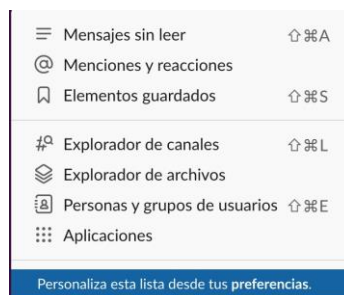 Mensajes sin leer ⇧⌘A
Menciones y reacciones
Elementos guardados ⇧⌘S
Explorador de canales ⇧⌘L
Explorador de archivos
Personas y grupos de usuarios ⇧⌘E
Aplicaciones
Personaliza esta lista desde tus preferencias.